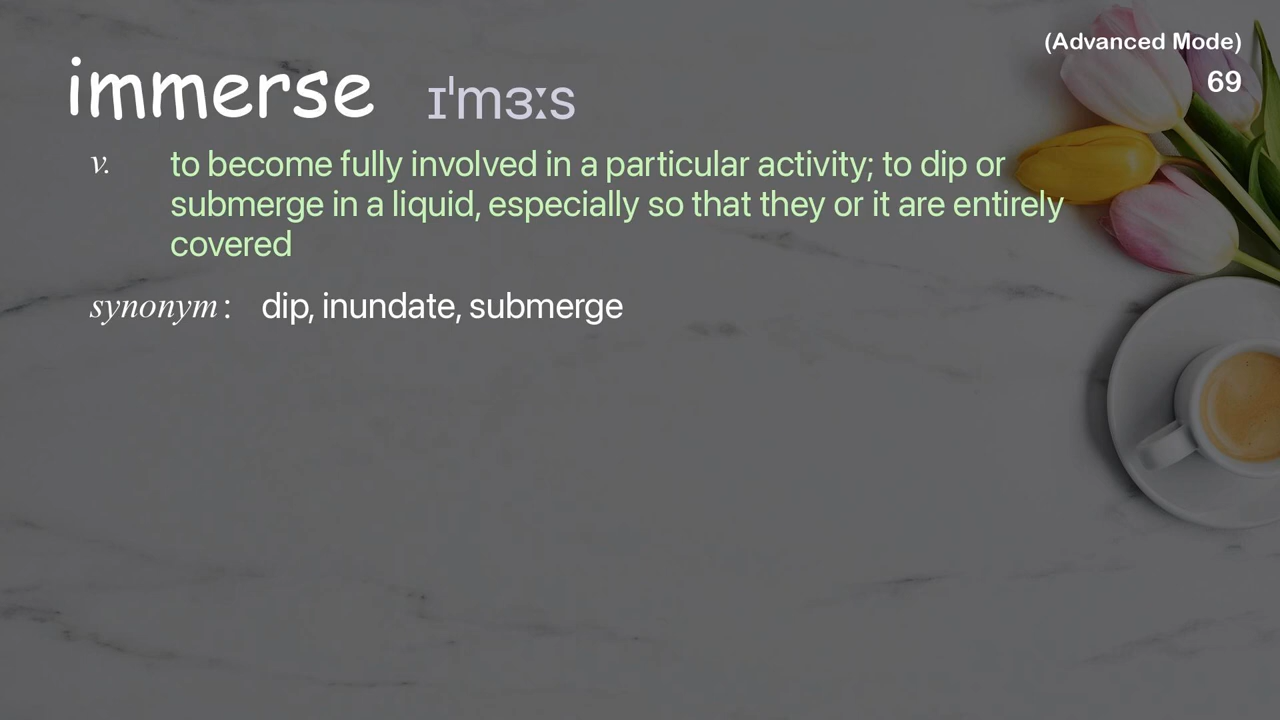 (Advanced Mode)
69
immerse ɪˈmɜːs
v. to become fully involved in a particular activity; to dip or
submerge in a liquid, especially so that they or it are entirely
covered
synonym : dip, inundate, submerge